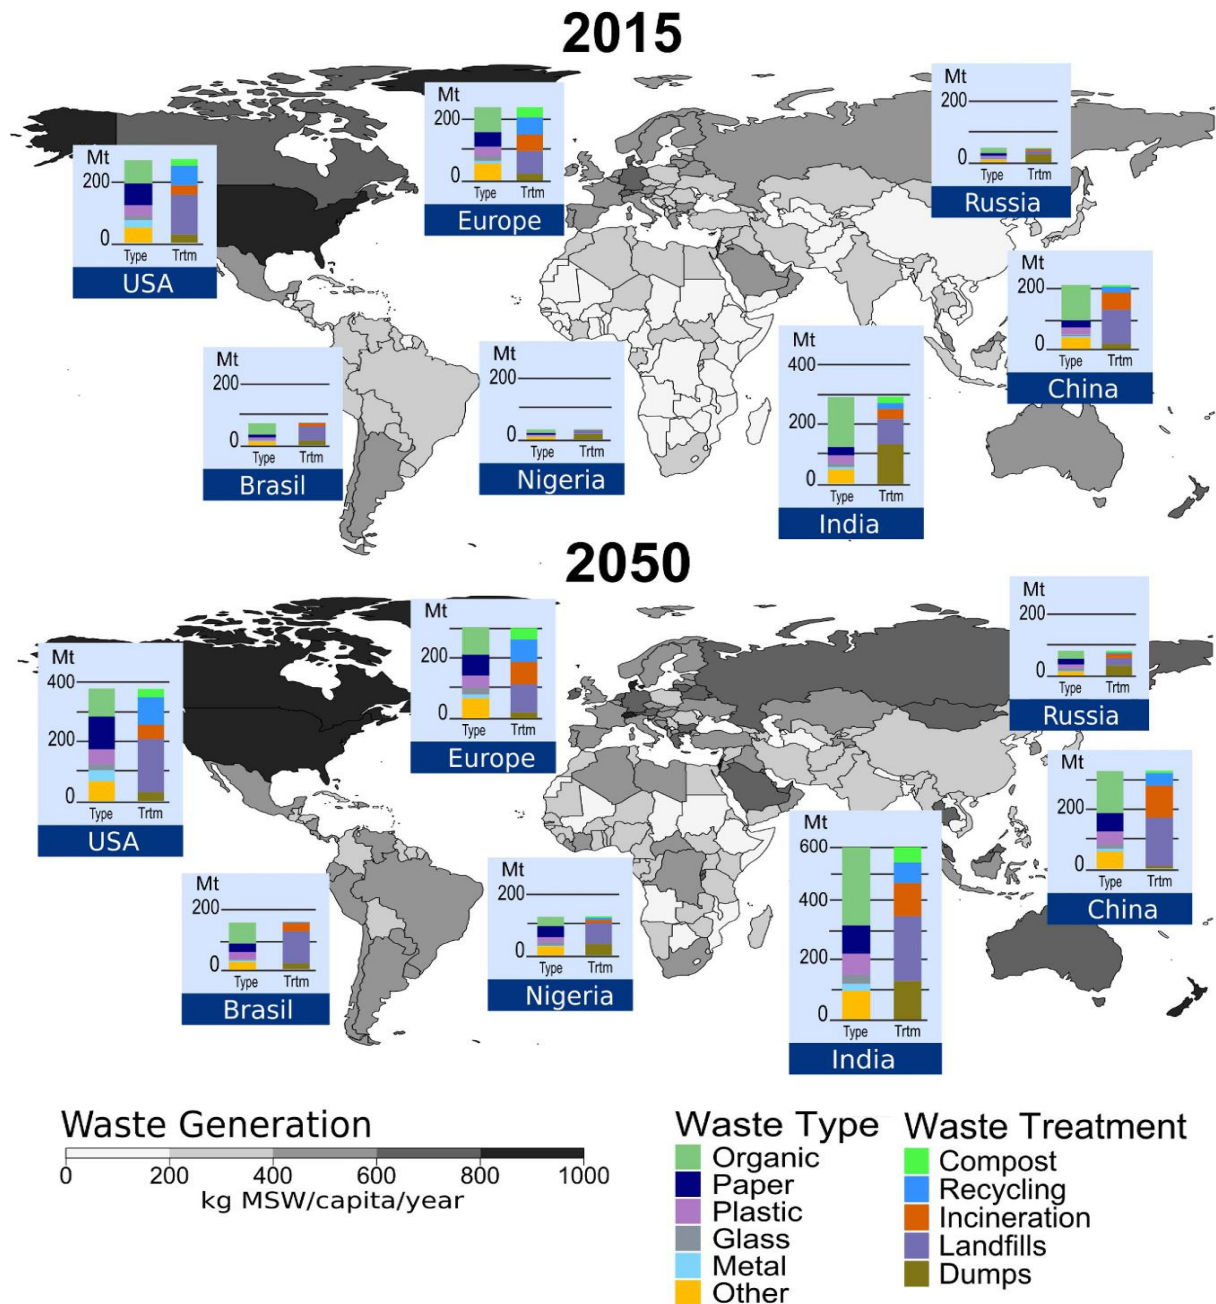 2015
Mt
200
0
Type Trtm
USA
Mt
200
0
Type Trtm
Europe
Mt
200
0
Type Trtm
Russia
Mt
200
0
Type Trtm
China
Mt
200
0
Type Trtm
Brasil
Mt
200
0
Type Trtm
Nigeria
Mt
400
200
0
Type Trtm
India
2050
Mt
400
200
0
Type Trtm
USA
Mt
200
0
Type Trtm
Europe
Mt
200
0
Type Trtm
Russia
Mt
200
0
Type Trtm
China
Mt
200
0
Type Trtm
Brasil
Mt
200
0
Type Trtm
Nigeria
Mt
600
400
200
0
Type Trtm
India
Waste Generation
0 200 400 600 800 1000
kg MSW/capita/year
Waste Type
Organic
Paper
Plastic
Glass
Metal
Other
Waste Treatment
Compost
Recycling
Incineration
Landfills
Dumps